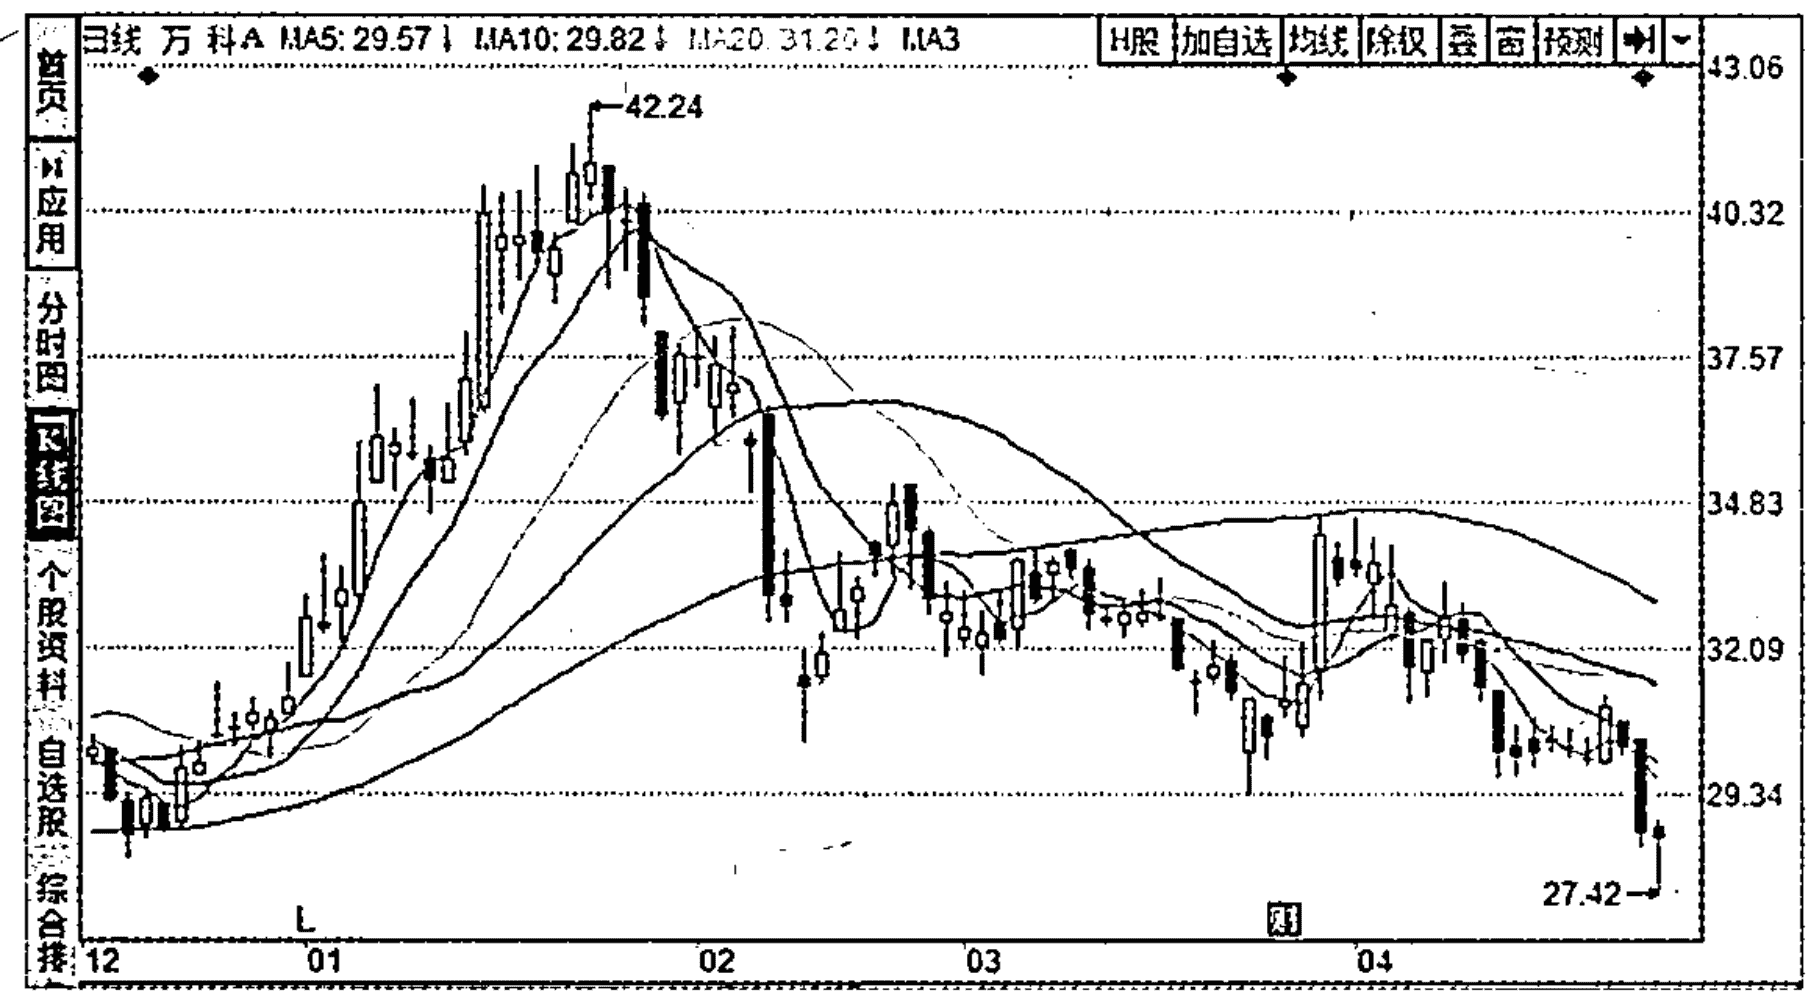 日线 万 科A MA5: 29.57↓ MA10: 29.82↓ MA20: 31.20↓ MA3
H股 加自选 均线 除权 叠 窗 预测
首页
应用
分时图
K线图
个股资料
自选股
综合排
43.06
40.32
37.57
34.83
32.09
29.34
42.24
27.42
L
财
12 01 02 03 04